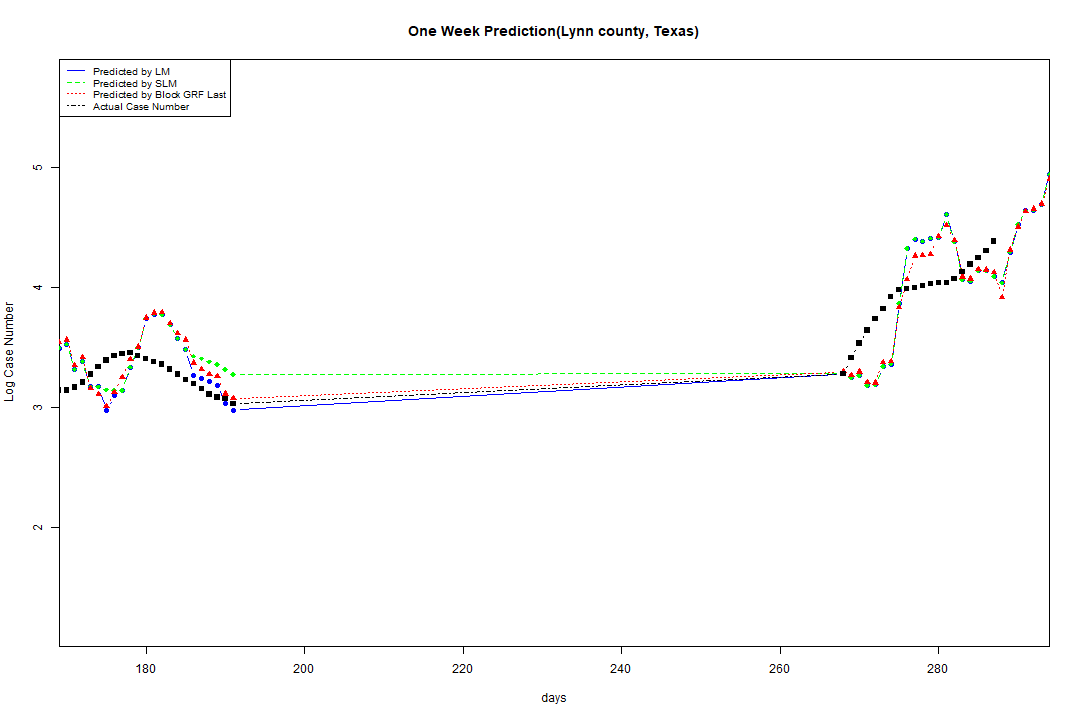 One Week Prediction(Lynn county, Texas)
Predicted by LM
Predicted by SLM
Predicted by Block GRF Last
Actual Case Number
Log Case Number
5
4
3
2
180 200 220 240 260 280
days